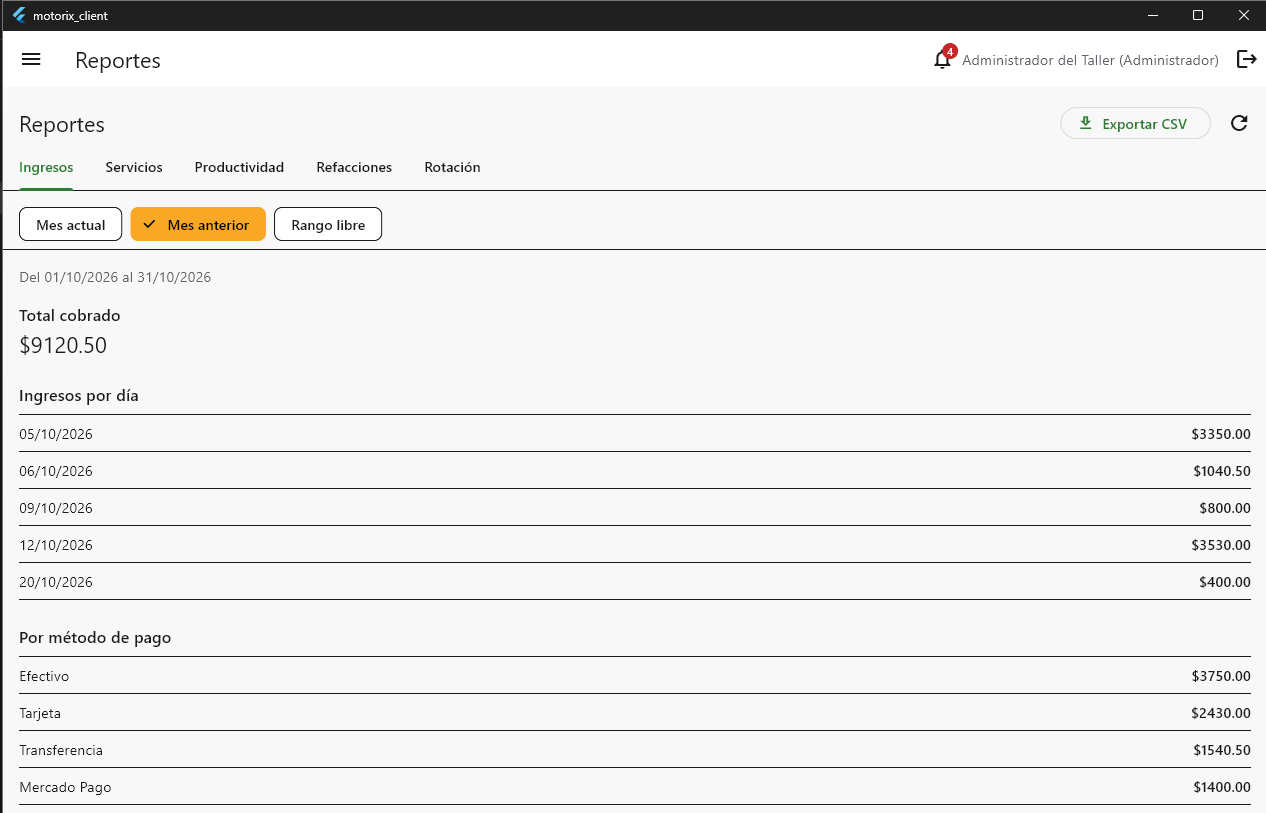 motorix_client
Reportes
4
Administrador del Taller (Administrador)
Reportes
Exportar CSV
Ingresos Servicios Productividad Refacciones Rotación
Mes actual Mes anterior Rango libre
Del 01/10/2026 al 31/10/2026
Total cobrado
$9120.50
Ingresos por día
05/10/2026 $3350.00
06/10/2026 $1040.50
09/10/2026 $800.00
12/10/2026 $3530.00
20/10/2026 $400.00
Por método de pago
Efectivo $3750.00
Tarjeta $2430.00
Transferencia $1540.50
Mercado Pago $1400.00